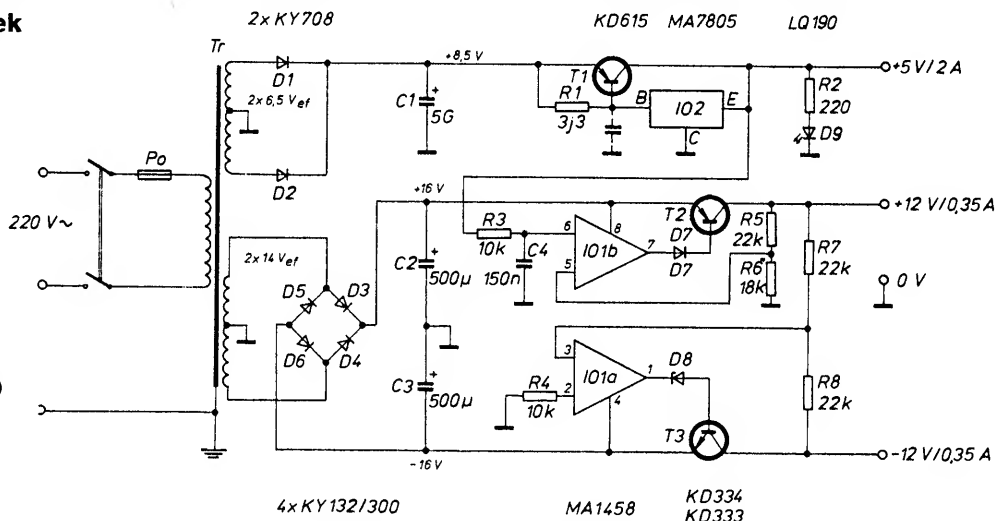 ek
2x KY708
KD615 MA7805 LQ190
Tr
D1
2x 6,5 Vef
D2
+8,5 V
C1
+
5G
T1
R1
3j3
B
E
IO2
C
R2
220
D9
+5V/2 A
Po
220 V~
2x 14 Vef
D5
D3
D6
D4
+16 V
C2
+
500µ
C3
+
500µ
-16V
R3
10k
C4
150n
6
5
8
7
IO1b
T2
D7
D7
R5
22k
R6
18k
R7
22k
+12 V/0,35A
0 V
3
2
1
4
IO1a
R4
10k
D8
T3
R8
22k
-12 V/0,35 A
)
4x KY132/300
MA1458
KD334
KD333